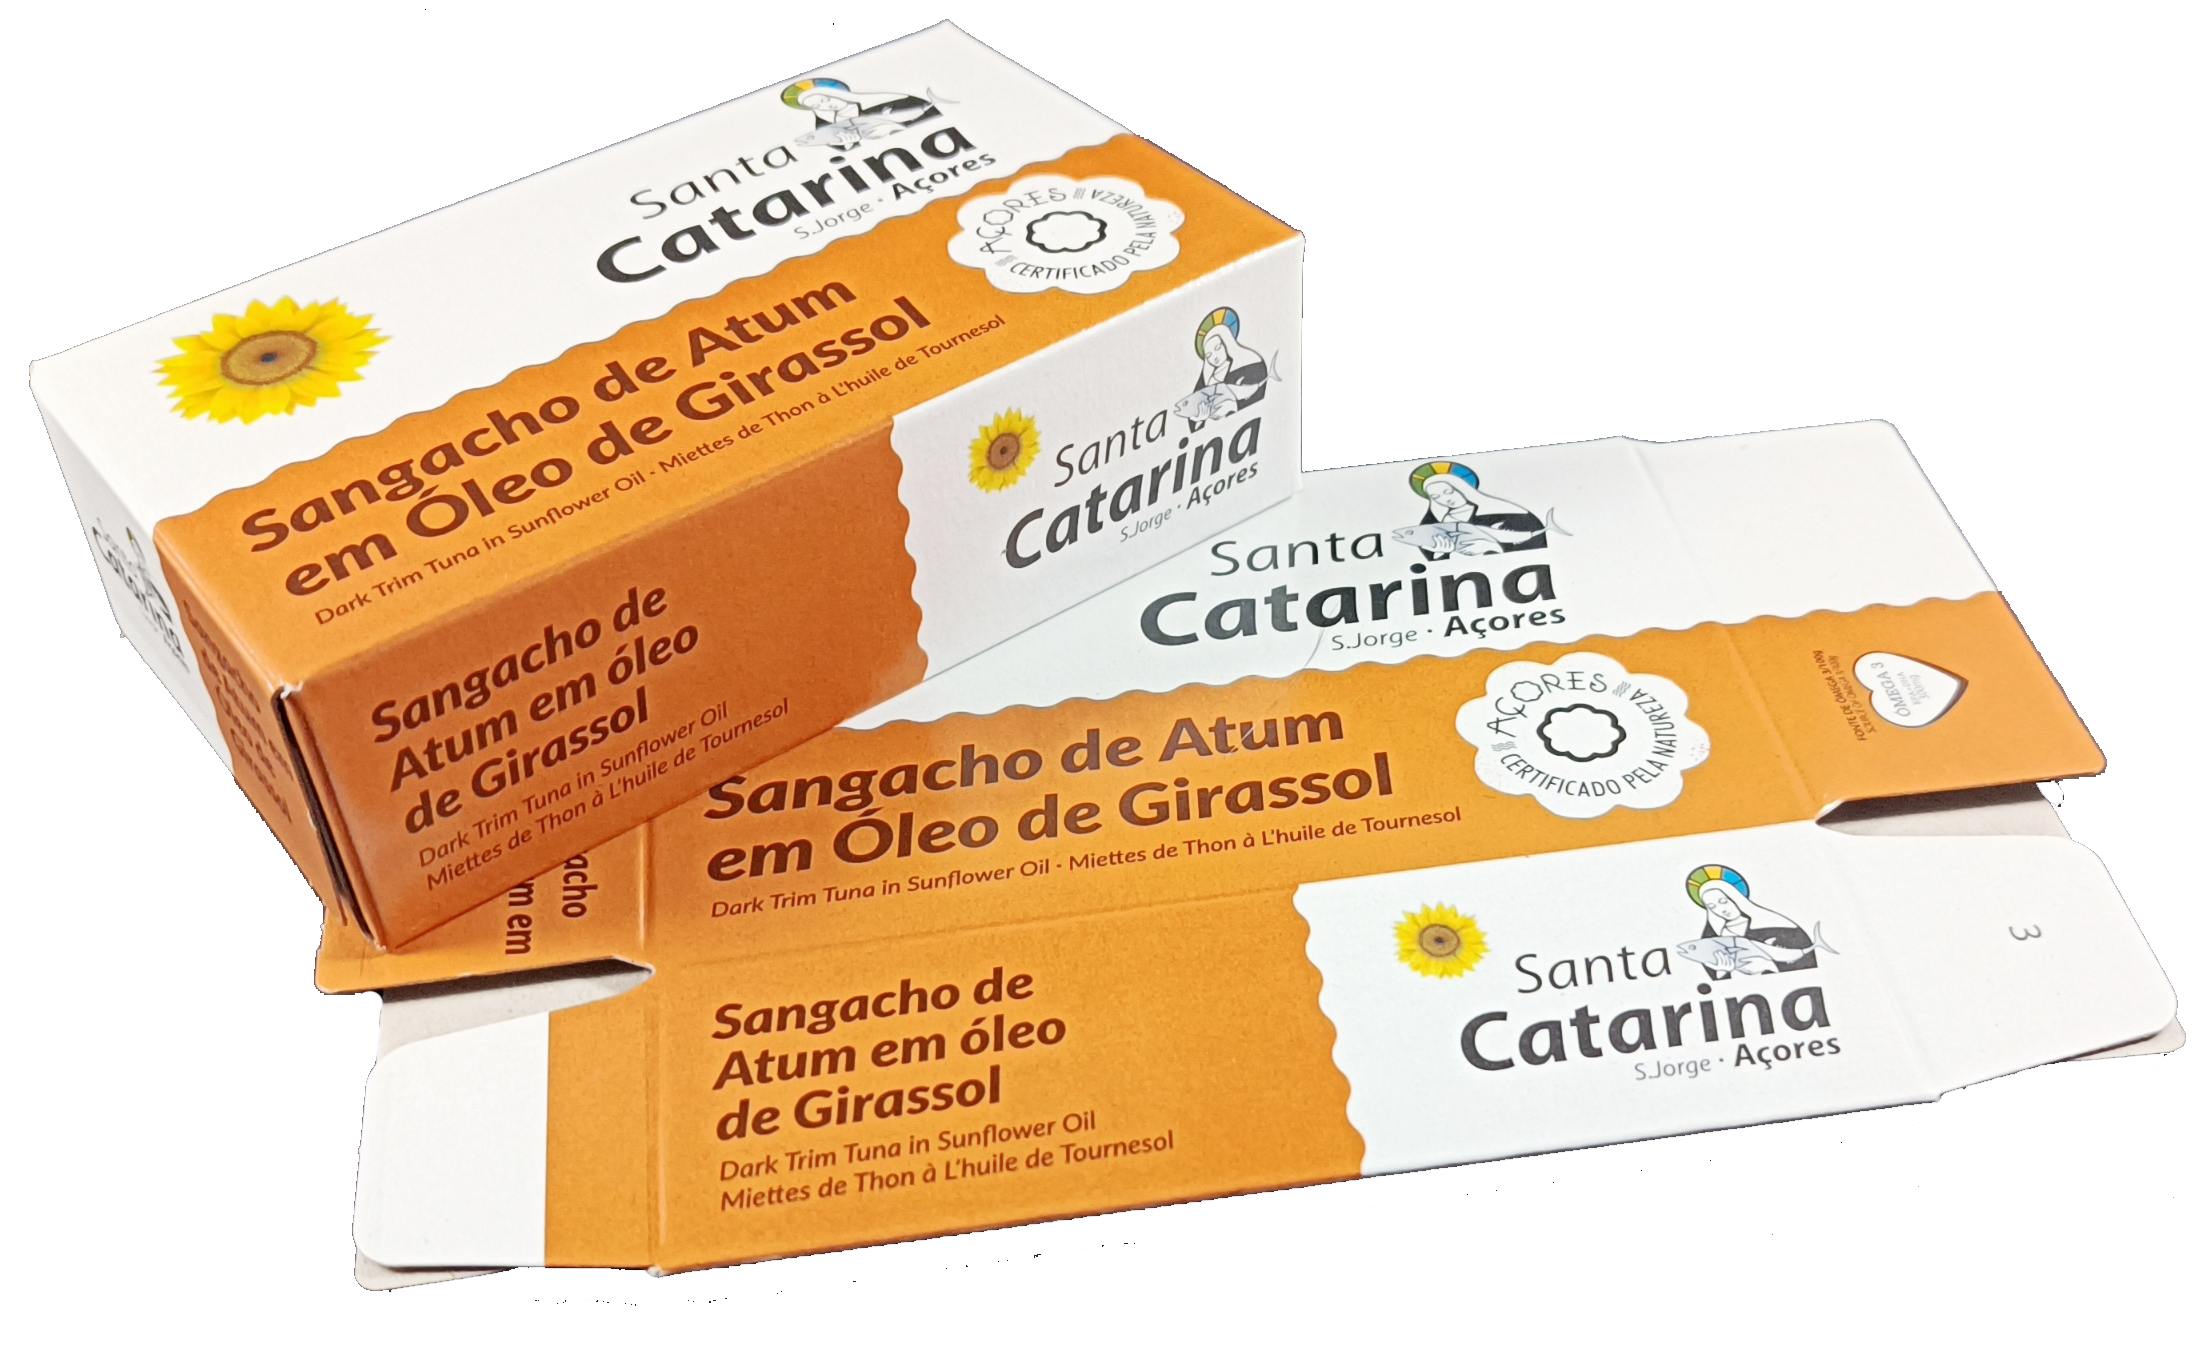 Santa
Catarina
S.Jorge · Açores
AÇORES
CERTIFICADO PELA NATUREZA
Sangacho de Atum
em Óleo de Girassol
Dark Trim Tuna in Sunflower Oil - Miettes de Thon à L'huile de Tournesol
Santa
Catarina
S.Jorge · Açores
Sangacho de
Atum em óleo
de Girassol
Dark Trim Tuna in Sunflower Oil
Miettes de Thon à L'huile de Tournesol
Santa
Catarina
S.Jorge · Açores
AÇORES
CERTIFICADO PELA NATUREZA
Sangacho de Atum
em Óleo de Girassol
Dark Trim Tuna in Sunflower Oil - Miettes de Thon à L'huile de Tournesol
ÓMEGA 3
acho
m em
Santa
Catarina
S.Jorge · Açores
3
Sangacho de
Atum em óleo
de Girassol
Dark Trim Tuna in Sunflower Oil
Miettes de Thon à L'huile de Tournesol